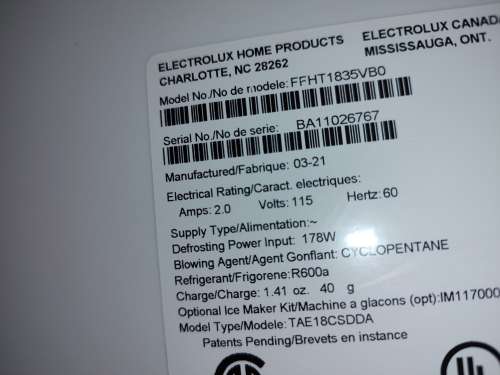 ELECTROLUX HOME PRODUCTS
CHARLOTTE, NC 28262
ELECTROLUX CANADA
MISSISSAUGA, ONT.
Model No./No de modele: FFHT1835VB0
Serial No./No de serie: BA11026767
Manufactured/Fabrique: 03-21
Electrical Rating/Caract. electriques:
Amps: 2.0 Volts: 115 Hertz: 60
Supply Type/Alimentation:~
Defrosting Power Input: 178W
Blowing Agent/Agent Gonflant: CYCLOPENTANE
Refrigerant/Frigorene:R600a
Charge/Charge: 1.41 oz. 40 g
Optional Ice Maker Kit/Machine a glacons (opt):IM117000
Model Type/Modele: TAE18CSDDA
Patents Pending/Brevets en instance